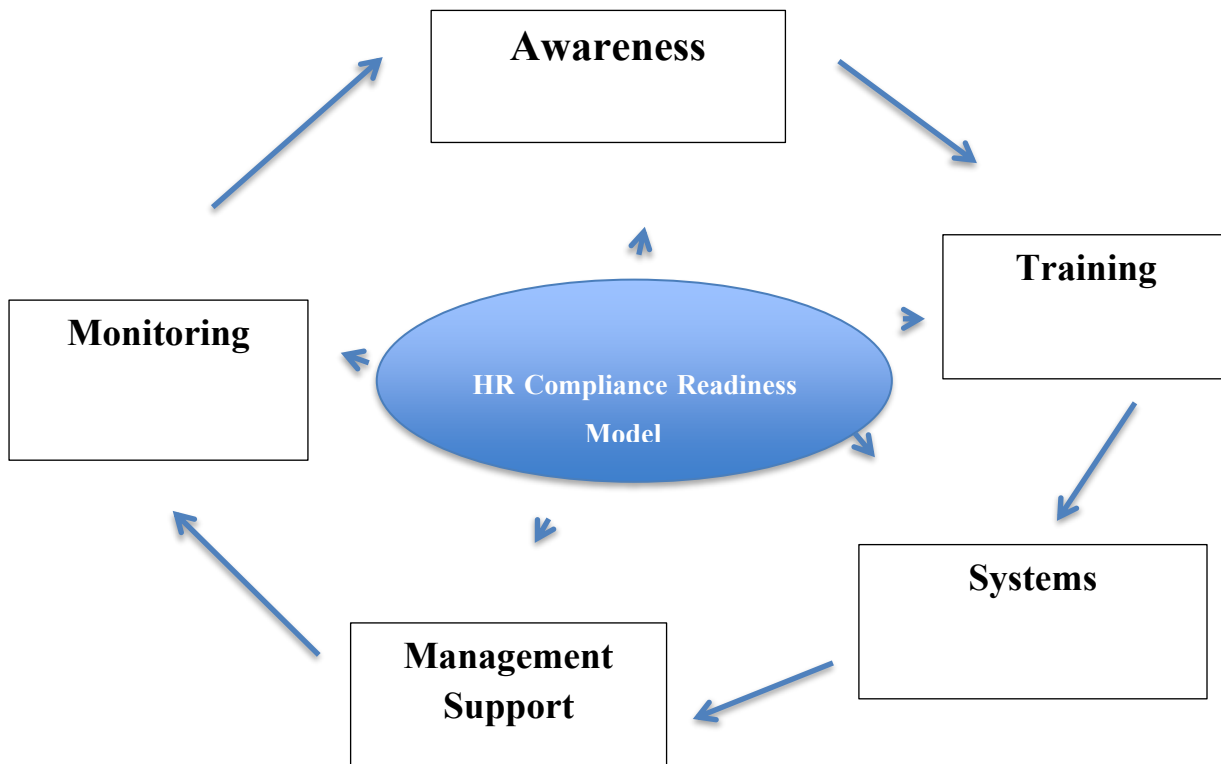 Awareness
Training
Monitoring
HR Compliance Readiness
Model
Systems
Management
Support